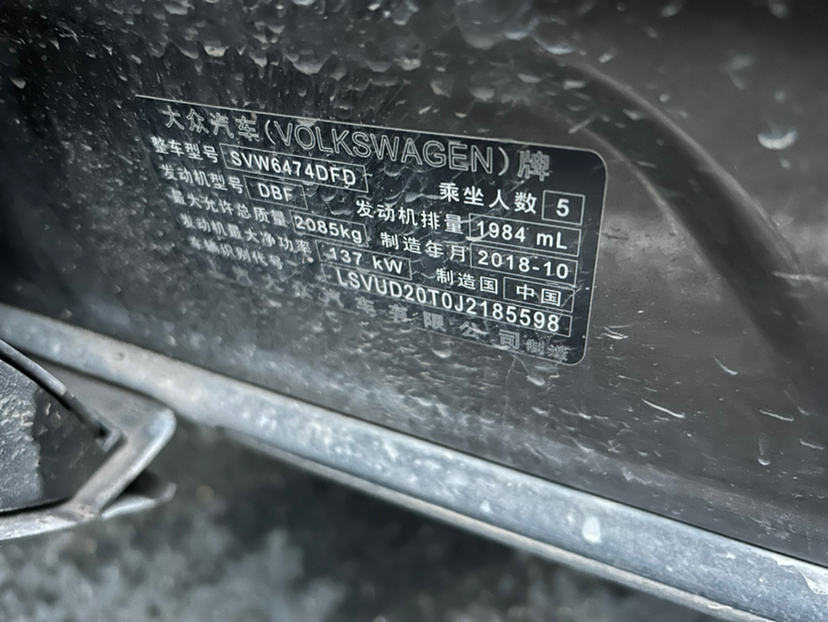 大众汽车(VOLKSWAGEN)牌
整车型号 SVW6474DFD 乘坐人数 5
发动机型号 DBF 发动机排量 1984 mL
最大允许总质量 2085kg 制造年月 2018-10
发动机最大净功率 137 kW 制造国 中国
车辆识别代号 LSVUD20T0J2185598
大众汽车有限公司制造